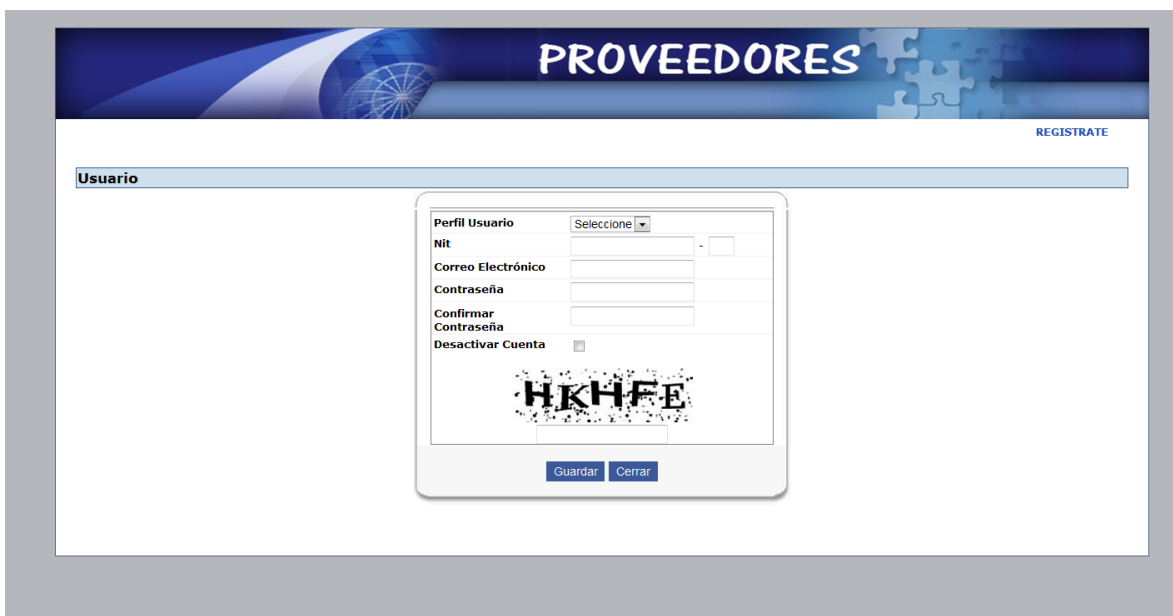 PROVEEDORES
REGISTRATE
Usuario
Perfil Usuario Seleccione
Nit -
Correo Electrónico
Contraseña
Confirmar
Contraseña
Desactivar Cuenta
HKHFE
Guardar Cerrar